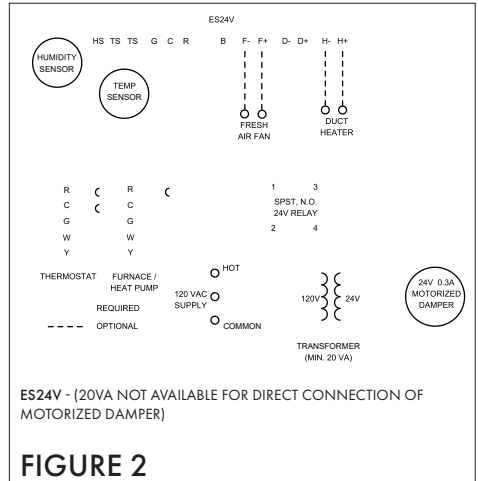 ES24V
HS TS TS G C R B F- F+ D- D+ H- H+
HUMIDITY
SENSOR
TEMP
SENSOR
FRESH
AIR FAN
DUCT
HEATER
R R 1 3
C C SPST, N.O.
G G 24V RELAY
W W 2 4
Y Y
THERMOSTAT
FURNACE /
HEAT PUMP
REQUIRED
OPTIONAL
HOT
120 VAC
SUPPLY
COMMON
120V 24V
TRANSFORMER
(MIN. 20 VA)
24V 0.3A
MOTORIZED
DAMPER
ES24V - (20VA NOT AVAILABLE FOR DIRECT CONNECTION OF
MOTORIZED DAMPER)
FIGURE 2